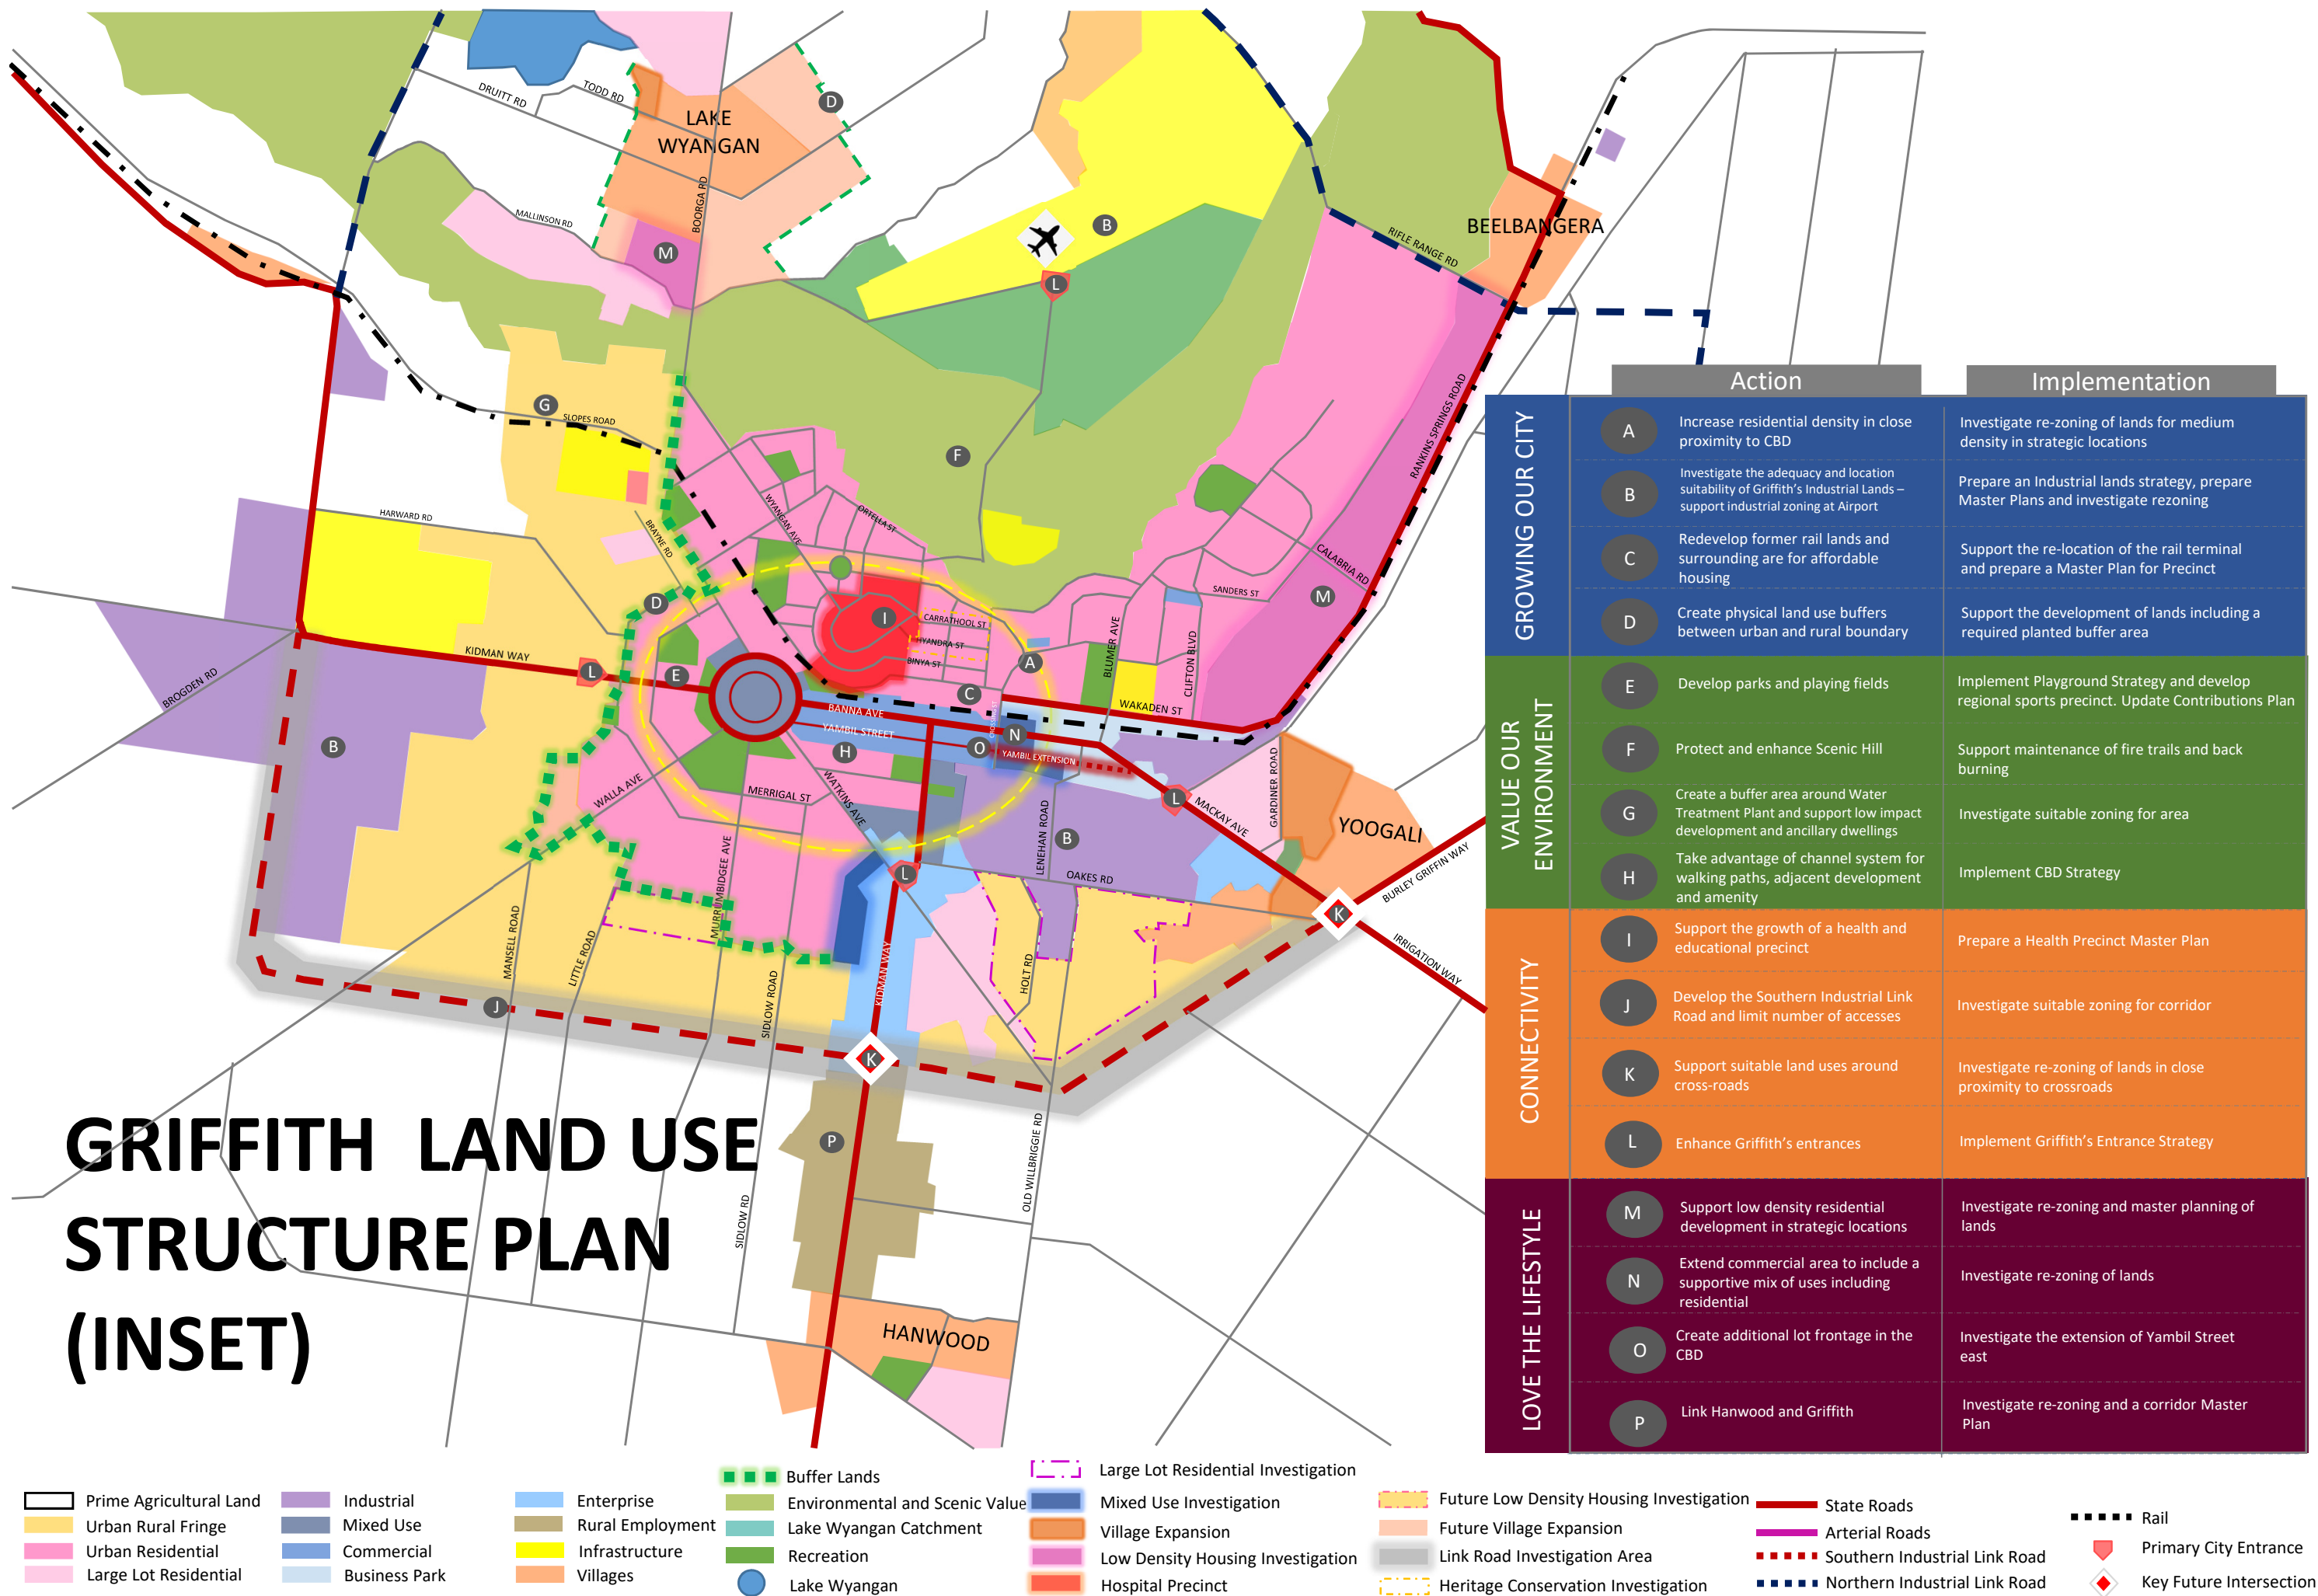 DRUITT RD
TODD RD
LAKE
WYANGAN
D
MALLINSON RD
BOORGA RD
M
B
L
RIFLE RANGE RD
BEELBANGERA
G
SLOPES ROAD
F
RANKINS SPRINGS ROAD
HARWARD RD
BRAYNE RD
WYANGAN AVE
ORTELLA ST
CALABRIA RD
SANDERS ST
M
D
I
CARRATHOOL ST
HYANDRA ST
BINYA ST
A
BLUMER AVE
CLIFTON BLVD
KIDMAN WAY
L
E
C
WAKADEN ST
BROGDEN RD
B
BANNA AVE
YAMBIL STREET
H
O
N
YAMBIL EXTENSION
GARDINER ROAD
WALLA AVE
MERRIGAL ST
WATKINS AVE
L
MACKAY AVE
YOOGALI
LENEHAN ROAD
B
MURRUMBIDGEE AVE
L
OAKES RD
BURLEY GRIFFIN WAY
K
IRRIGATION WAY
MANSELL ROAD
LITTLE ROAD
SIDLOW ROAD
KIDMAN WAY
HOLT RD
J
K
P
OLD WILLBRIGGIE RD
SIDLOW RD
HANWOOD
GRIFFITH LAND USE
STRUCTURE PLAN
(INSET)
Action
Implementation
GROWING OUR CITY
A
Increase residential density in close
proximity to CBD
Investigate re-zoning of lands for medium
density in strategic locations
B
Investigate the adequacy and location
suitability of Griffith's Industrial Lands –
support industrial zoning at Airport
Prepare an Industrial lands strategy, prepare
Master Plans and investigate rezoning
C
Redevelop former rail lands and
surrounding are for affordable
housing
Support the re-location of the rail terminal
and prepare a Master Plan for Precinct
D
Create physical land use buffers
between urban and rural boundary
Support the development of lands including a
required planted buffer area
VALUE OUR
ENVIRONMENT
E
Develop parks and playing fields
Implement Playground Strategy and develop
regional sports precinct. Update Contributions Plan
F
Protect and enhance Scenic Hill
Support maintenance of fire trails and back
burning
G
Create a buffer area around Water
Treatment Plant and support low impact
development and ancillary dwellings
Investigate suitable zoning for area
H
Take advantage of channel system for
walking paths, adjacent development
and amenity
Implement CBD Strategy
CONNECTIVITY
I
Support the growth of a health and
educational precinct
Prepare a Health Precinct Master Plan
J
Develop the Southern Industrial Link
Road and limit number of accesses
Investigate suitable zoning for corridor
K
Support suitable land uses around
cross-roads
Investigate re-zoning of lands in close
proximity to crossroads
L
Enhance Griffith's entrances
Implement Griffith's Entrance Strategy
LOVE THE LIFESTYLE
M
Support low density residential
development in strategic locations
Investigate re-zoning and master planning of
lands
N
Extend commercial area to include a
supportive mix of uses including
residential
Investigate re-zoning of lands
O
Create additional lot frontage in the
CBD
Investigate the extension of Yambil Street
east
P
Link Hanwood and Griffith
Investigate re-zoning and a corridor Master
Plan
Prime Agricultural Land
Urban Rural Fringe
Urban Residential
Large Lot Residential
Industrial
Mixed Use
Commercial
Business Park
Enterprise
Rural Employment
Infrastructure
Villages
Buffer Lands
Environmental and Scenic Value
Lake Wyangan Catchment
Recreation
Lake Wyangan
Large Lot Residential Investigation
Mixed Use Investigation
Village Expansion
Low Density Housing Investigation
Hospital Precinct
Future Low Density Housing Investigation
Future Village Expansion
Link Road Investigation Area
Heritage Conservation Investigation
State Roads
Arterial Roads
Southern Industrial Link Road
Northern Industrial Link Road
Rail
Primary City Entrance
Key Future Intersection